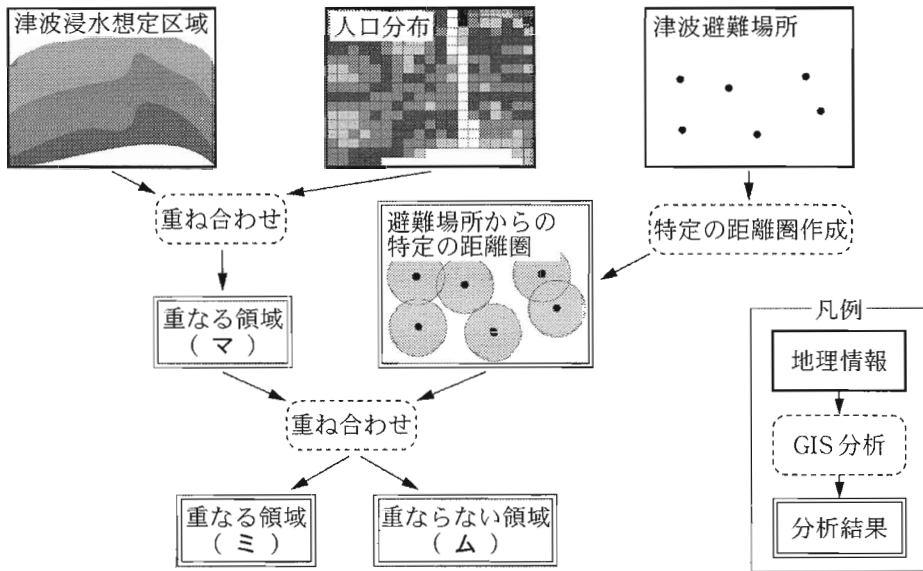 津波浸水想定区域
人口分布
津波避難場所
重ね合わせ
避難場所からの
特定の距離圏
特定の距離圏作成
重なる領域
( マ )
凡例
地理情報
重ね合わせ
GIS分析
重なる領域
( ミ )
重ならない領域
( ム )
分析結果